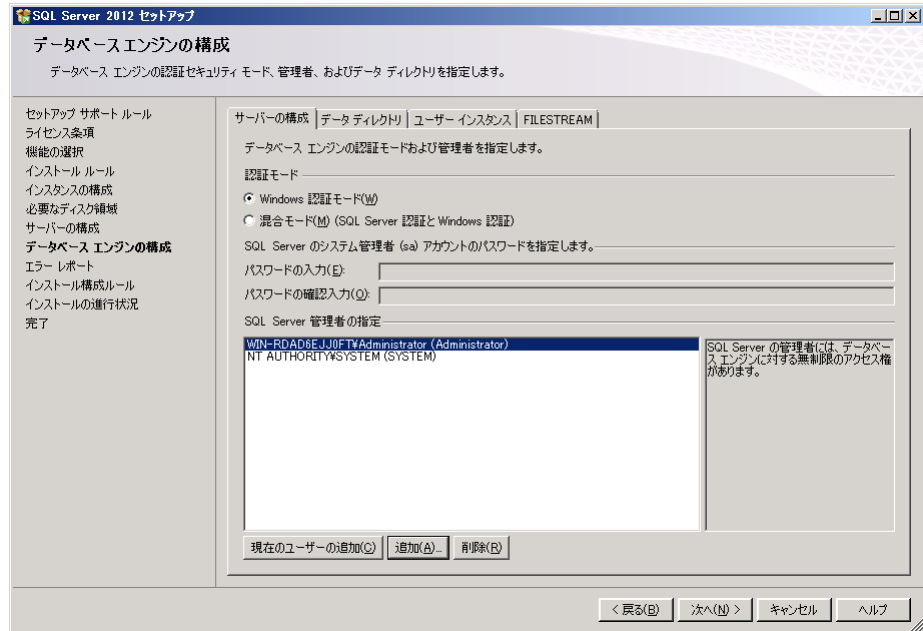 SQL Server 2012 セットアップ
データベース エンジンの構成
データベース エンジンの認証セキュリティ モード、管理者、およびデータ ディレクトリを指定します。
セットアップ サポート ルール
ライセンス条項
機能の選択
インストール ルール
インスタンスの構成
必要なディスク領域
サーバーの構成
データベース エンジンの構成
エラー レポート
インストール構成ルール
インストールの進行状況
完了
サーバーの構成 データ ディレクトリ ユーザー インスタンス FILESTREAM
データベース エンジンの認証モードおよび管理者を指定します。
認証モード
Windows 認証モード(W)
混合モード(M) (SQL Server 認証と Windows 認証)
SQL Server のシステム管理者 (sa) アカウントのパスワードを指定します。
パスワードの入力(E):
パスワードの確認入力(O):
SQL Server 管理者の指定
WIN-RDAD6EJJ0FT¥Administrator (Administrator)
NT AUTHORITY¥SYSTEM (SYSTEM)
SQL Server の管理者には、データベー
ス エンジンに対する無制限のアクセス権
があります。
現在のユーザーの追加(C) 追加(A)... 削除(R)
< 戻る(B) 次へ(N) > キャンセル ヘルプ